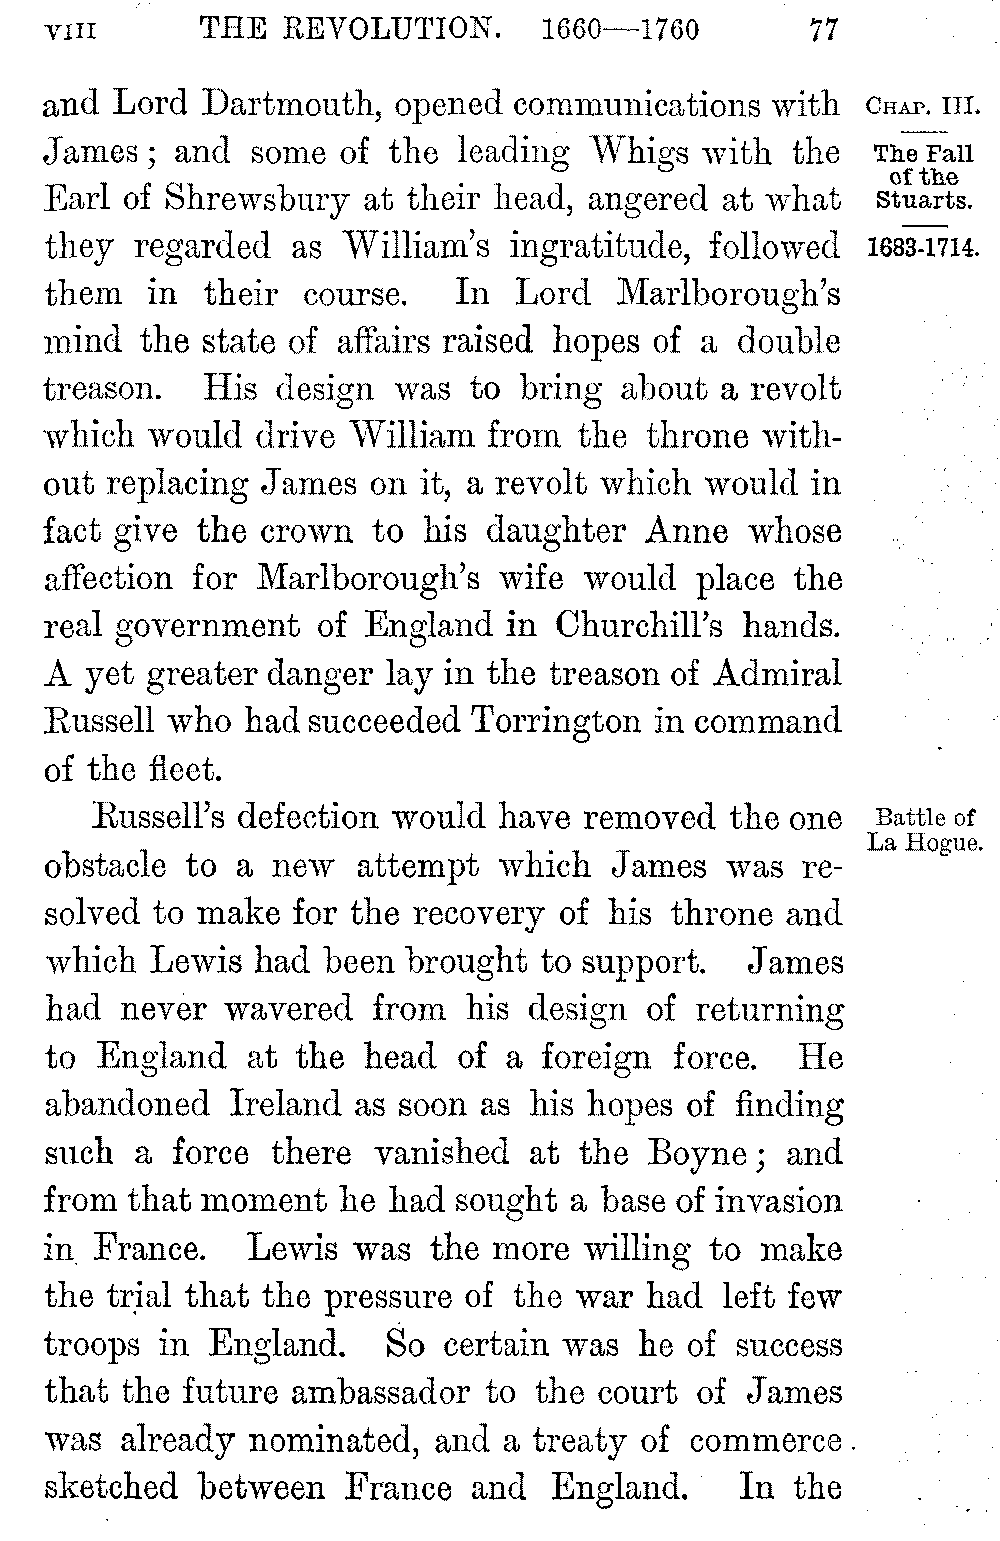 VIII THE REVOLUTION. 1660—1760 77
and Lord Dartmouth, opened communications with
James; and some of the leading Whigs with the
Earl of Shrewsbury at their head, angered at what
they regarded as William's ingratitude, followed
them in their course. In Lord Marlborough's
mind the state of affairs raised hopes of a double
treason. His design was to bring about a revolt
which would drive William from the throne with-
out replacing James on it, a revolt which would in
fact give the crown to his daughter Anne whose
affection for Marlborough's wife would place the
real government of England in Churchill's hands.
A yet greater danger lay in the treason of Admiral
Russell who had succeeded Torrington in command
of the fleet.
Russell's defection would have removed the one
obstacle to a new attempt which James was re-
solved to make for the recovery of his throne and
which Lewis had been brought to support. James
had never wavered from his design of returning
to England at the head of a foreign force. He
abandoned Ireland as soon as his hopes of finding
such a force there vanished at the Boyne; and
from that moment he had sought a base of invasion
in France. Lewis was the more willing to make
the trial that the pressure of the war had left few
troops in England. So certain was he of success
that the future ambassador to the court of James
was already nominated, and a treaty of commerce
sketched between France and England. In the
CHAP. III.
The Fall
of the
Stuarts.
1683-1714.
Battle of
La Hogue.